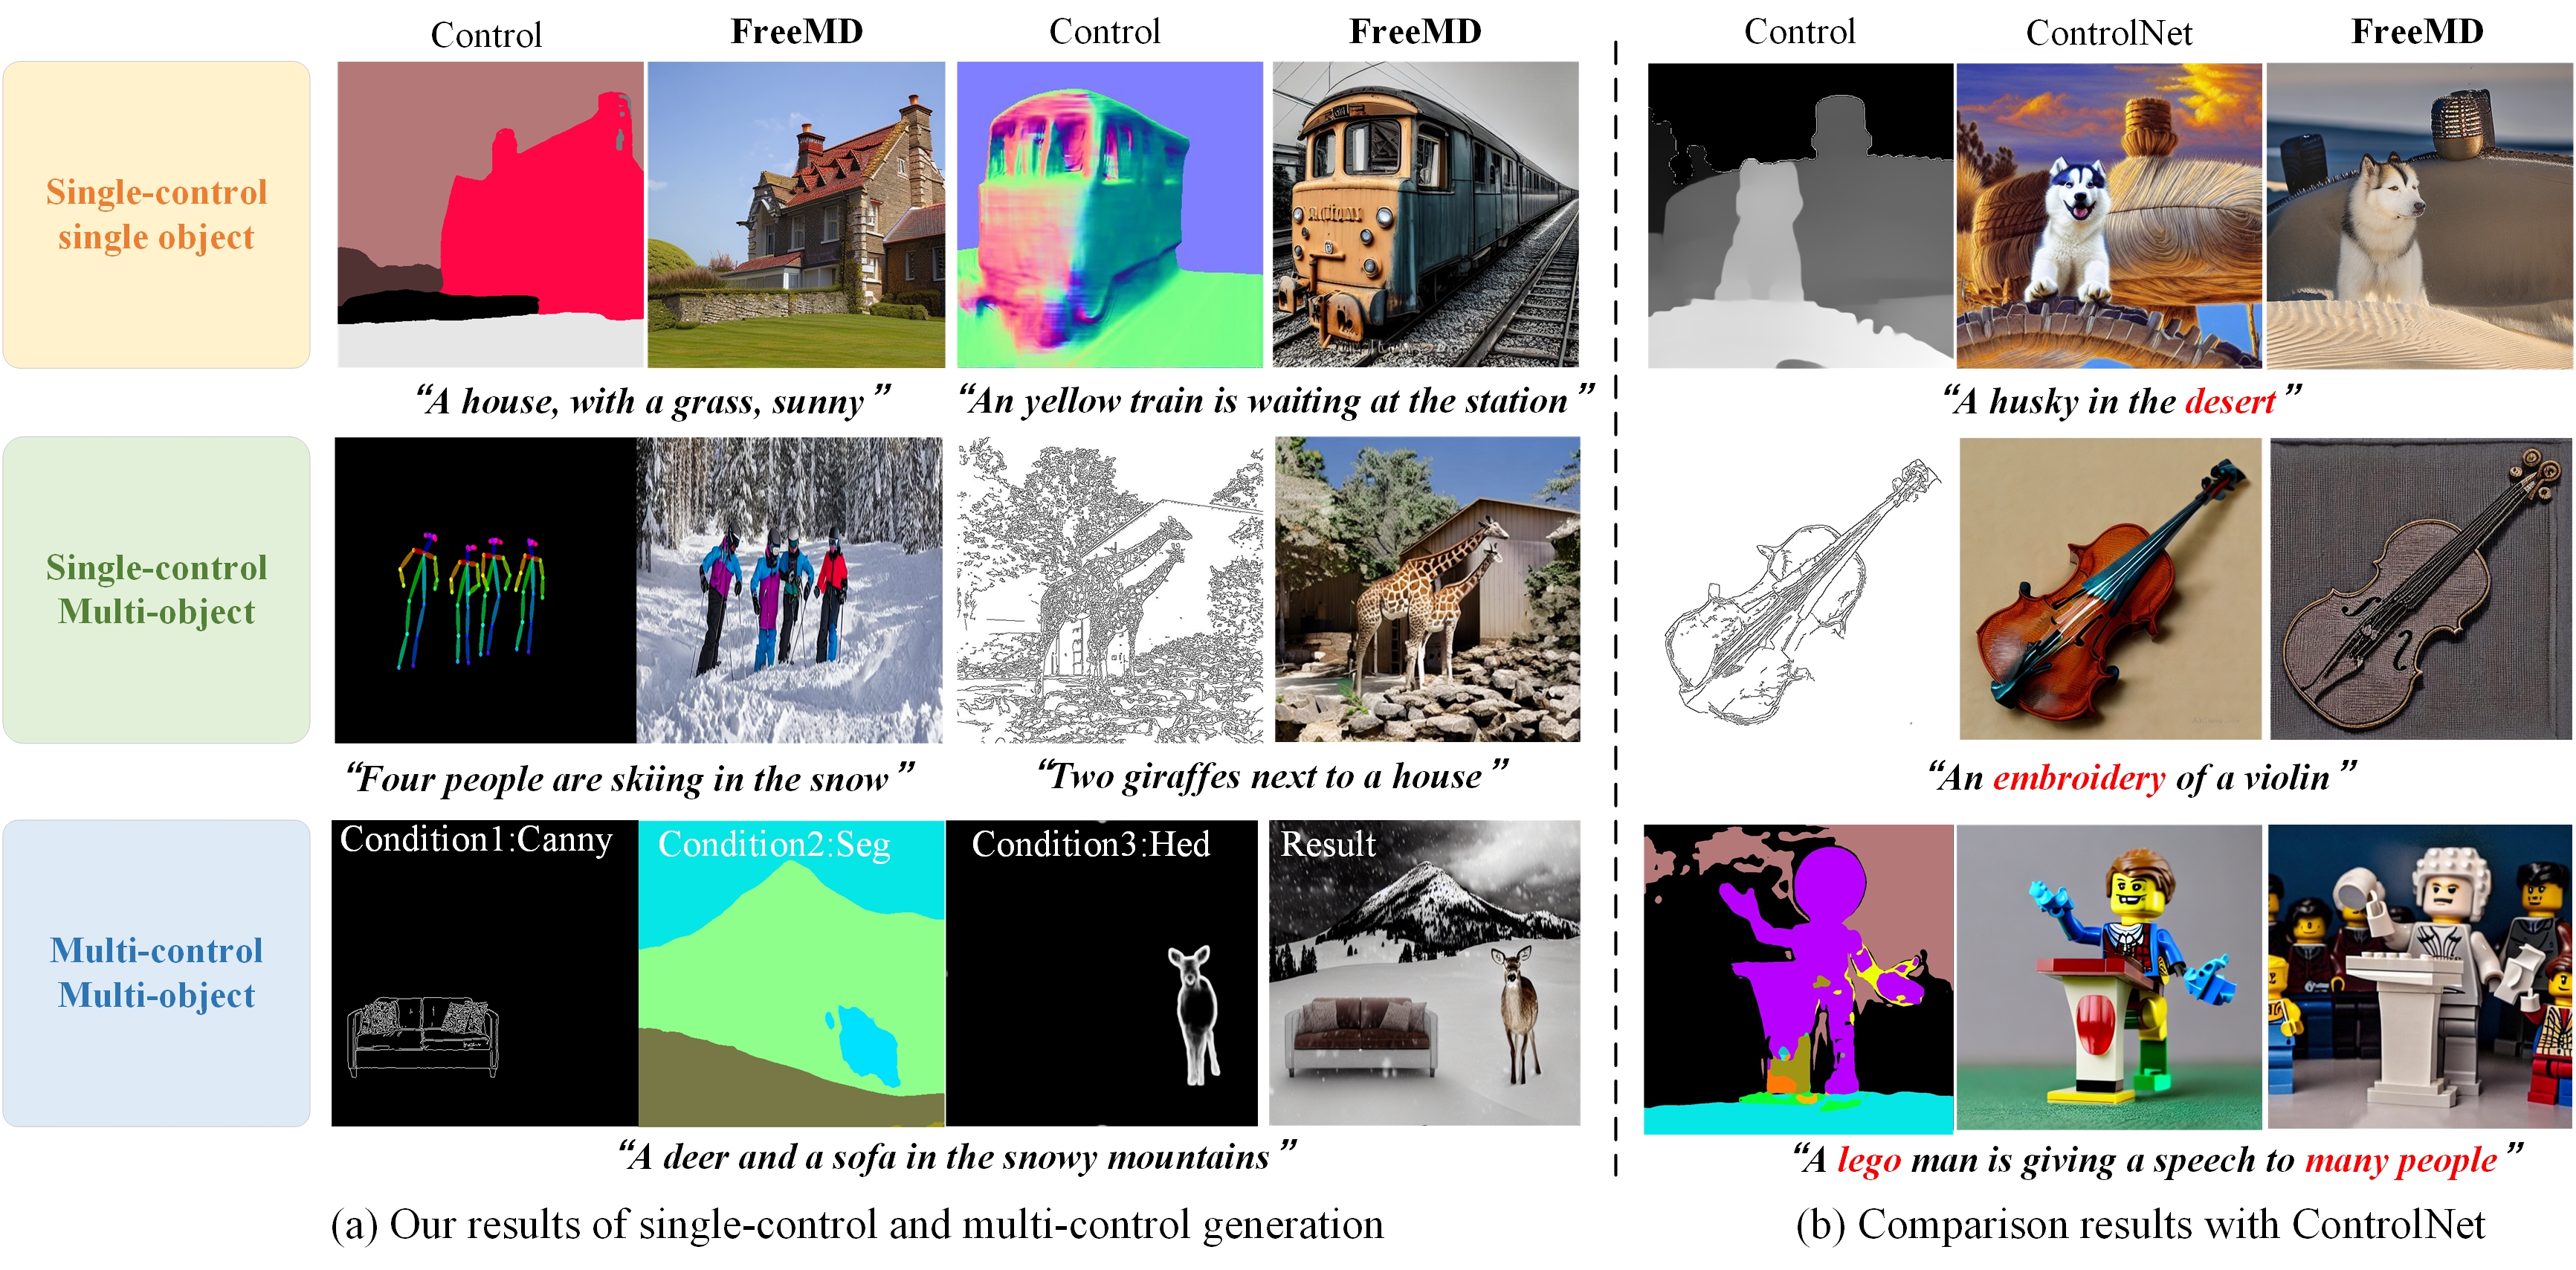 Control FreeMD Control FreeMD Control ControlNet FreeMD
Single-control
single object
“A house, with a grass, sunny” “An yellow train is waiting at the station” “A husky in the desert”
Single-control
Multi-object
“Four people are skiing in the snow” “Two giraffes next to a house” “An embroidery of a violin”
Condition1:Canny Condition2:Seg Condition3:Hed Result
Multi-control
Multi-object
“A deer and a sofa in the snowy mountains” “A lego man is giving a speech to many people”
(a) Our results of single-control and multi-control generation (b) Comparison results with ControlNet